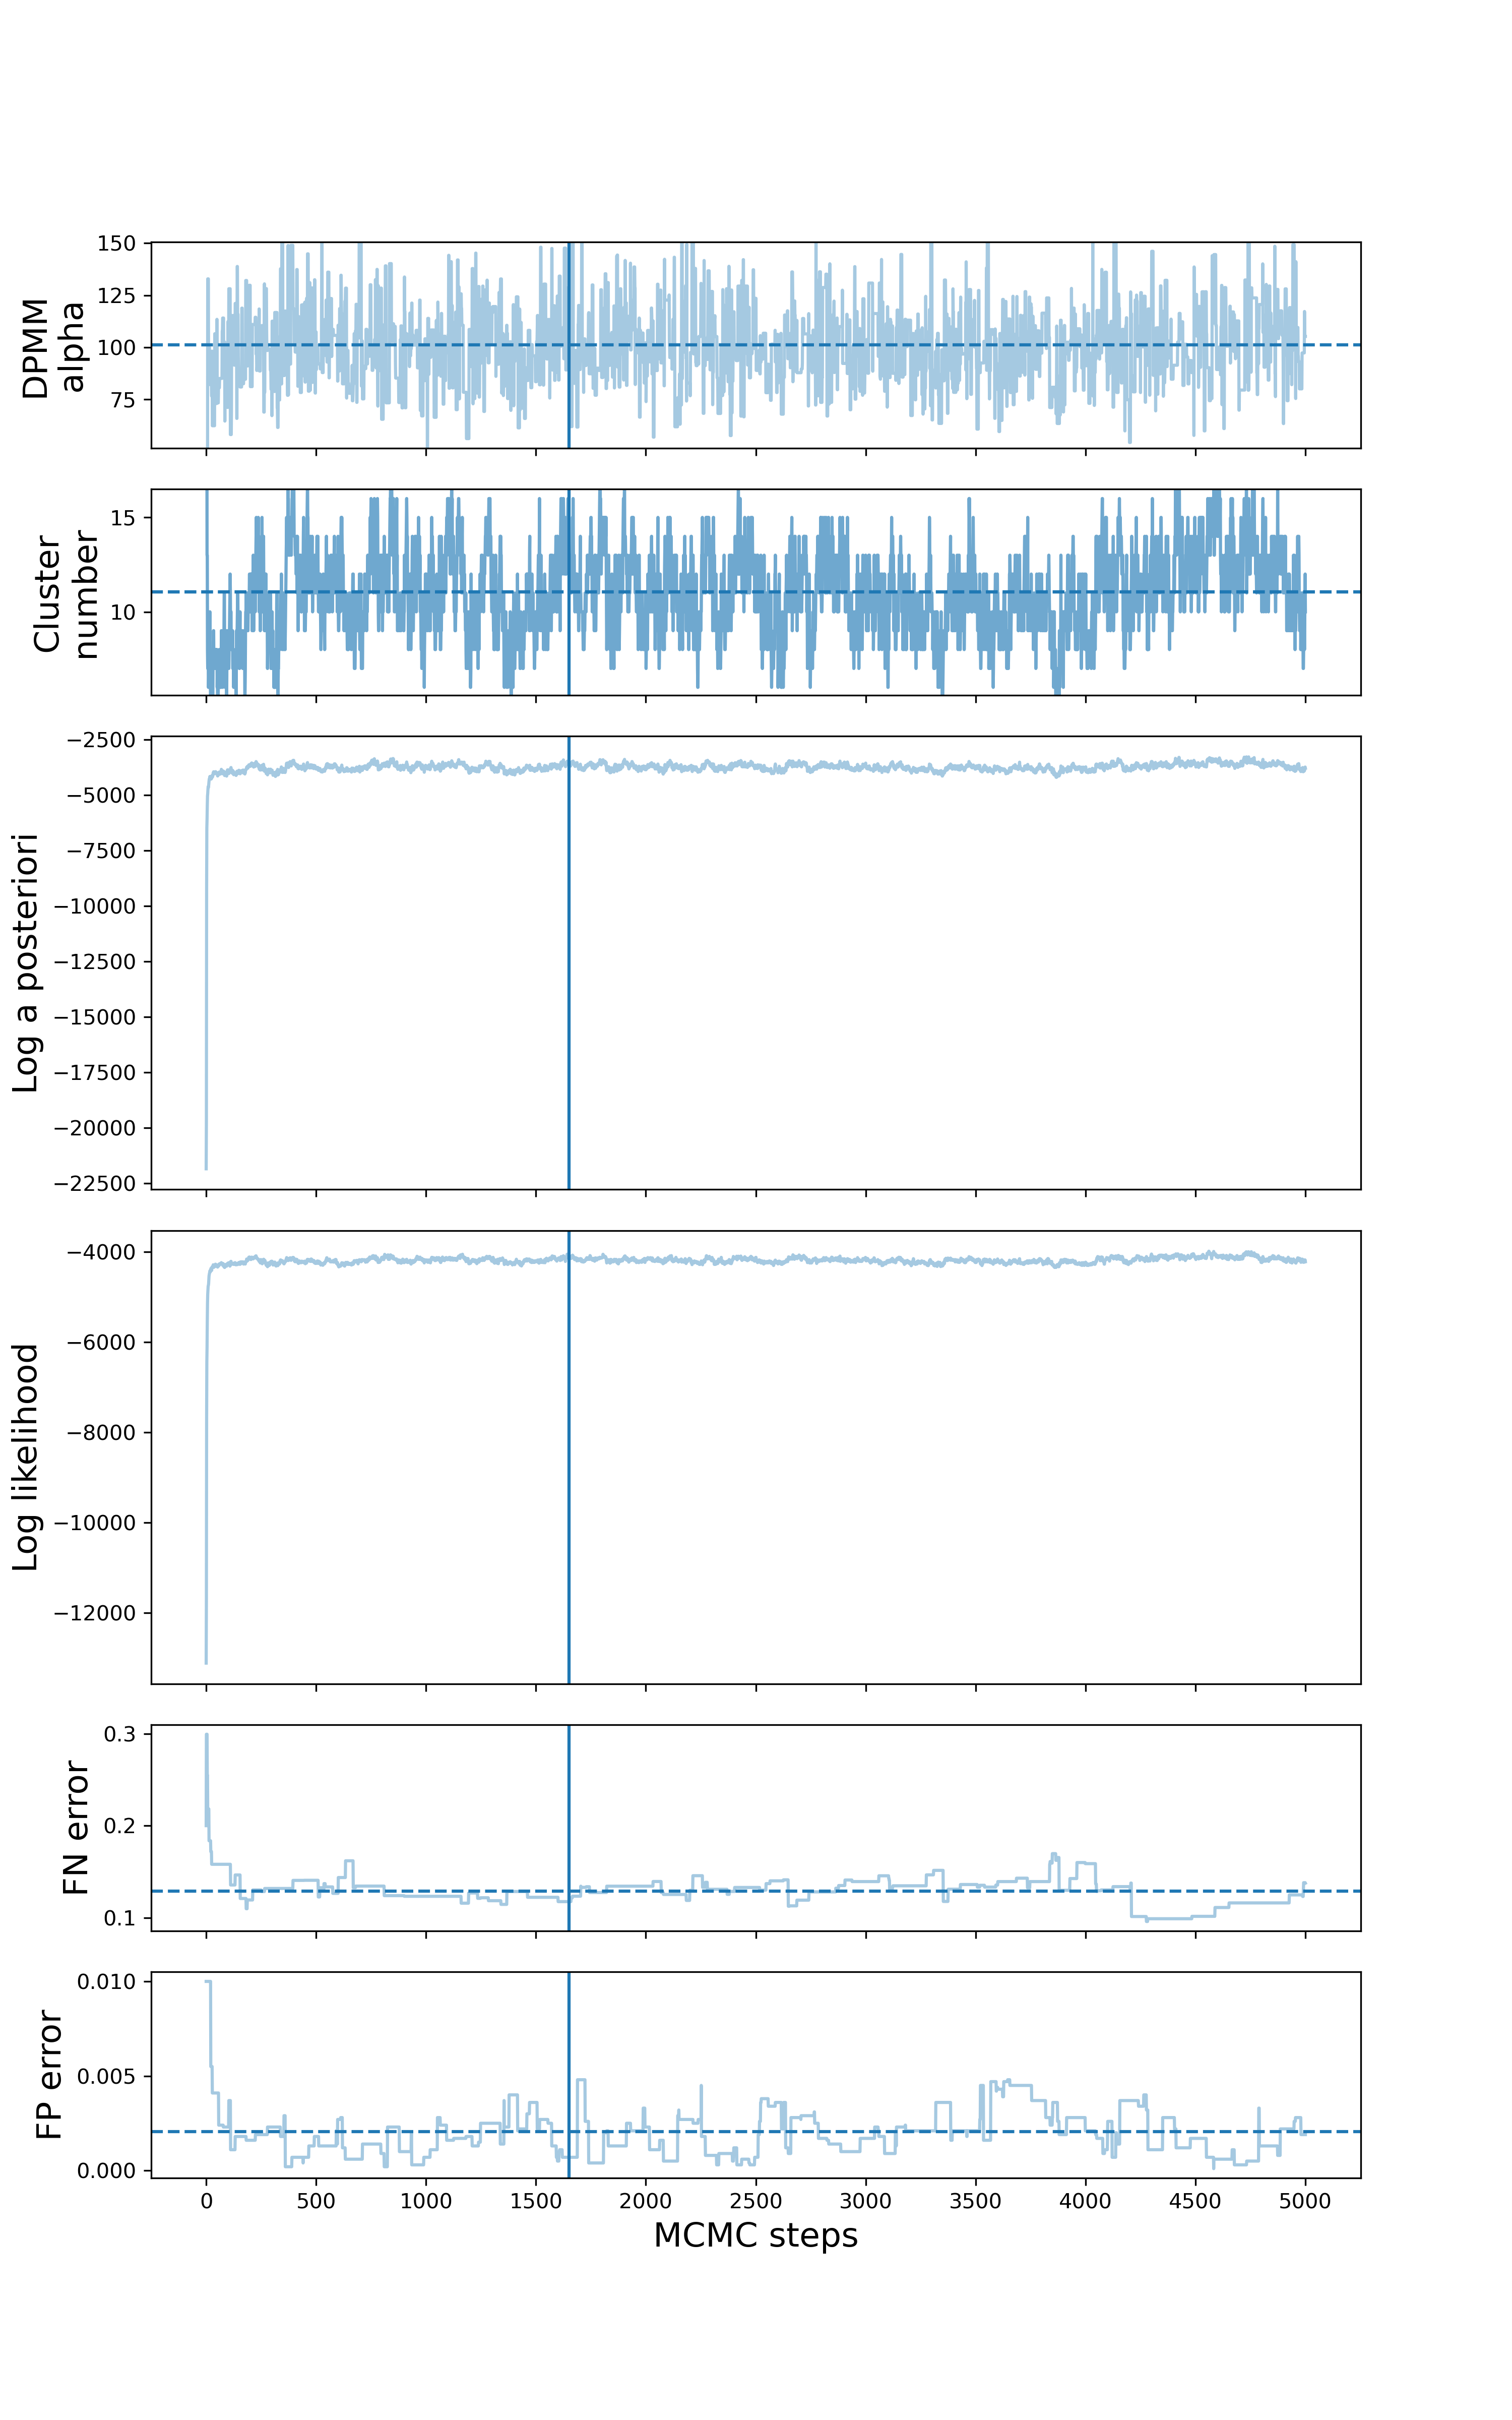 DPMM
alpha
150
125
100
75
Cluster
number
15
10
Log a posteriori
−2500
−5000
−7500
−10000
−12500
−15000
−17500
−20000
−22500
Log likelihood
−4000
−6000
−8000
−10000
−12000
FN error
0.3
0.2
0.1
FP error
0.010
0.005
0.000
0 500 1000 1500 2000 2500 3000 3500 4000 4500 5000
MCMC steps